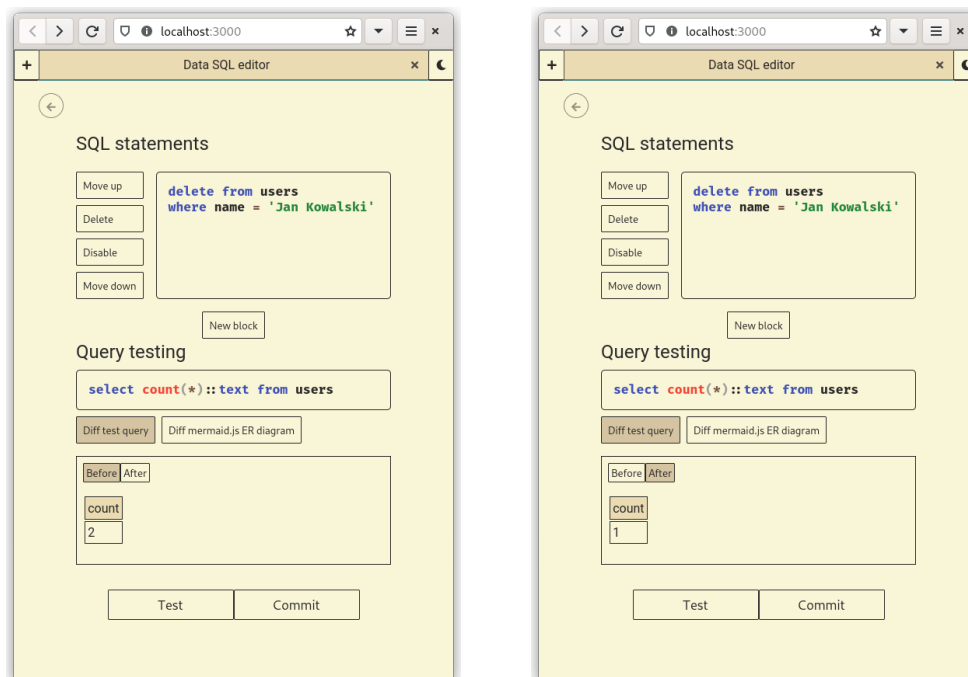 localhost:3000
+ Data SQL editor ×
SQL statements
Move up
Delete
Disable
Move down
delete from users
where name = 'Jan Kowalski'
New block
Query testing
select count(*)::text from users
Diff test query Diff mermaid.js ER diagram
Before After
count
2
Test Commit
localhost:3000
+ Data SQL editor ×
SQL statements
Move up
Delete
Disable
Move down
delete from users
where name = 'Jan Kowalski'
New block
Query testing
select count(*)::text from users
Diff test query Diff mermaid.js ER diagram
Before After
count
1
Test Commit